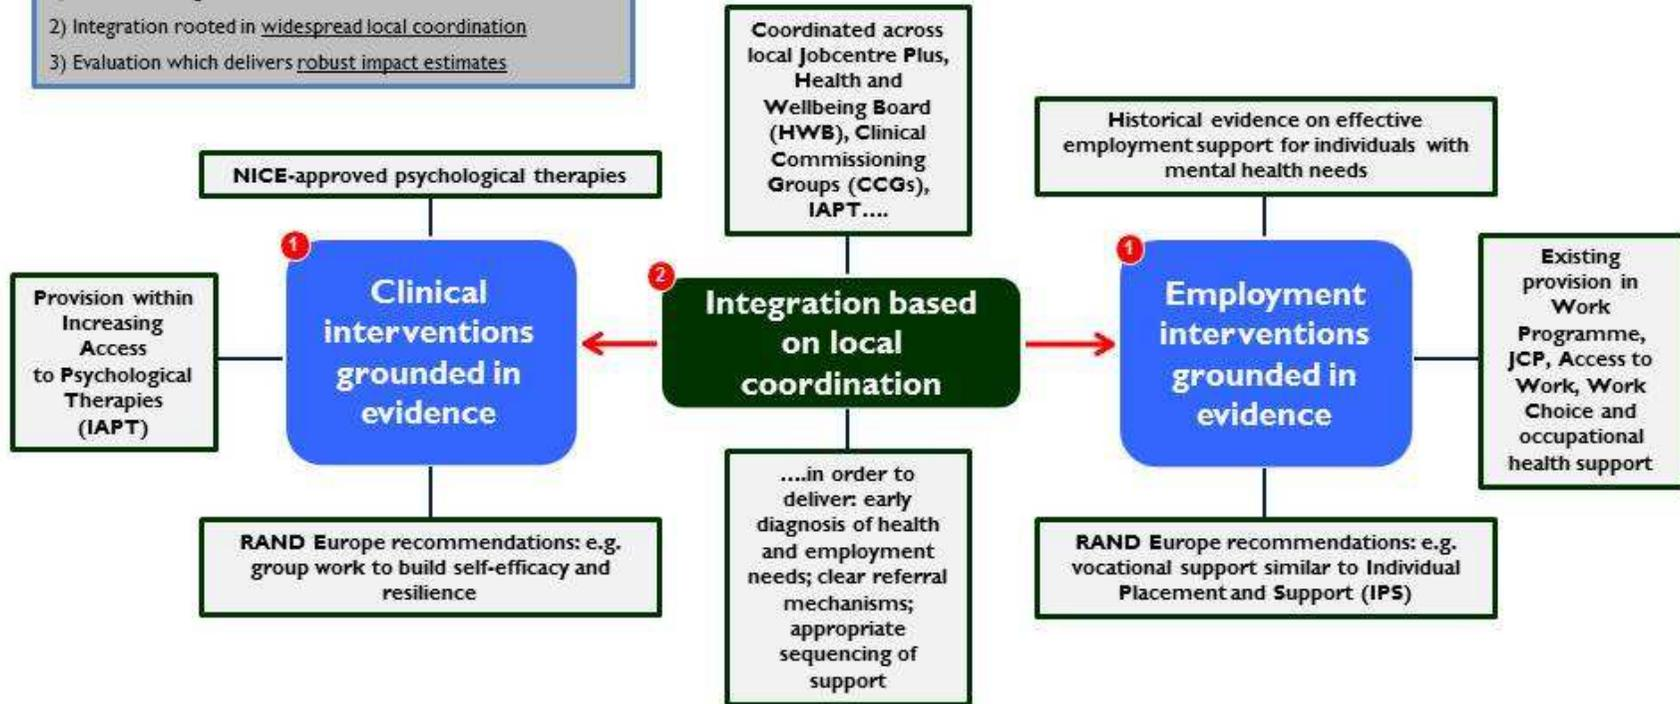 2) Integration rooted in widespread local coordination
3) Evaluation which delivers robust impact estimates
Coordinated across
local Jobcentre Plus,
Health and
Wellbeing Board
(HWB), Clinical
Commissioning
Groups (CCGs),
IAPT....
Historical evidence on effective
employment support for individuals with
mental health needs
NICE-approved psychological therapies
1
Clinical
interventions
grounded in
evidence
2
Integration based
on local
coordination
1
Employment
interventions
grounded in
evidence
Provision within
Increasing
Access
to Psychological
Therapies
(IAPT)
Existing
provision in
Work
Programme,
JCP, Access to
Work, Work
Choice and
occupational
health support
RAND Europe recommendations: e.g.
group work to build self-efficacy and
resilience
....in order to
deliver: early
diagnosis of health
and employment
needs; clear referral
mechanisms;
appropriate
sequencing of
support
RAND Europe recommendations: e.g.
vocational support similar to Individual
Placement and Support (IPS)